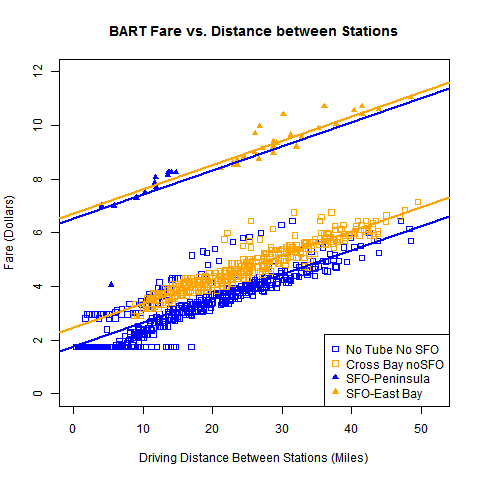 BART Fare vs. Distance between Stations
Fare (Dollars)
12
10
8
6
4
2
0
No Tube No SFO
Cross Bay noSFO
SFO-Peninsula
SFO-East Bay
0 10 20 30 40 50
Driving Distance Between Stations (Miles)